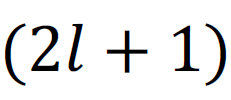 (2l + 1)